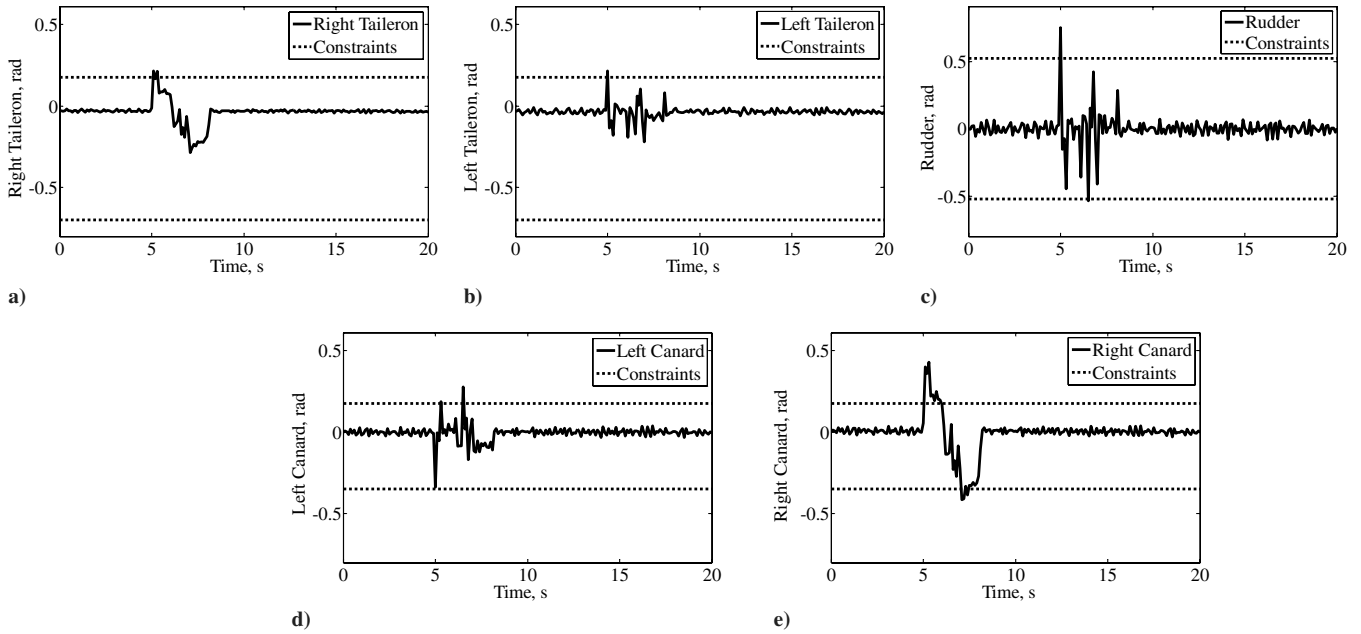 0.5
0
-0.5
0 5 10 15 20
Time, s
Right Taileron, rad
Right Taileron
Constraints
a)
0.5
0
-0.5
0 5 10 15 20
Time, s
Left Taileron, rad
Left Taileron
Constraints
b)
0.5
0
-0.5
0 5 10 15 20
Time, s
Rudder, rad
Rudder
Constraints
c)
0.5
0
-0.5
0 5 10 15 20
Time, s
Left Canard, rad
Left Canard
Constraints
d)
0.5
0
-0.5
0 5 10 15 20
Time, s
Right Canard, rad
Right Canard
Constraints
e)